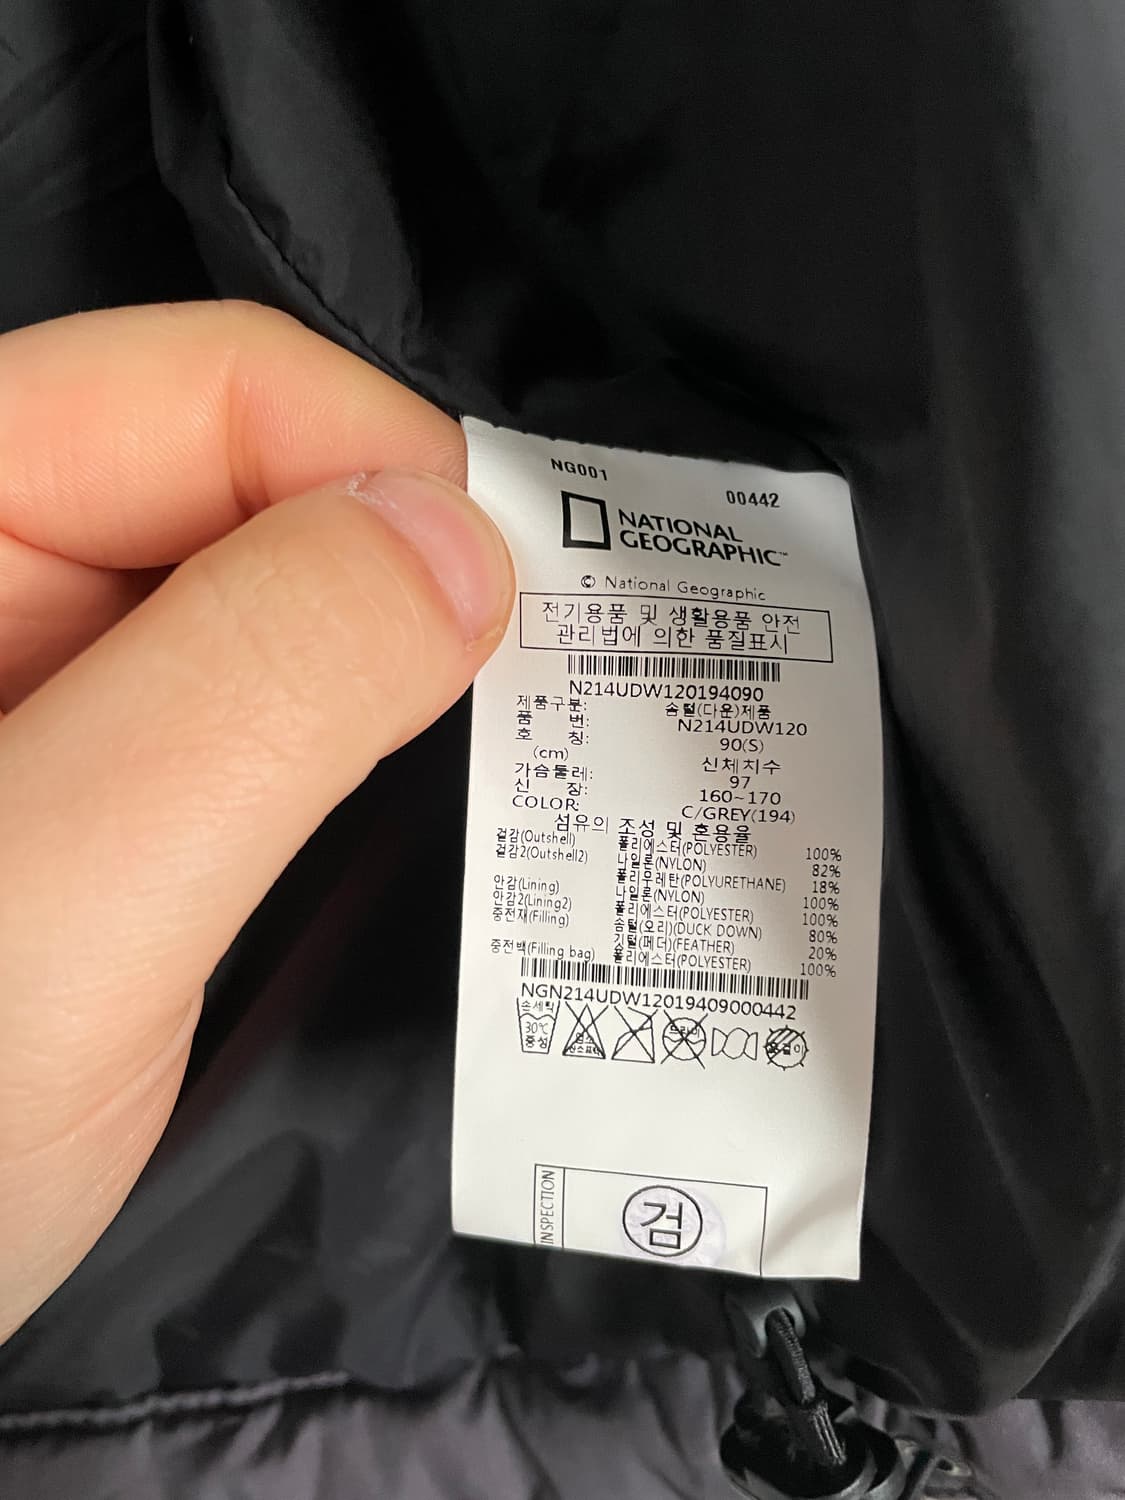 NG001
00442
NATIONAL
GEOGRAPHIC™
© National Geographic
전기용품 및 생활용품 안전
관리법에 의한 품질표시
N214UDW120194090
제품구분: 솜털(다운)제품
품 번: N214UDW120
호 칭: 90(S)
(cm) 신체치수
가슴둘레: 97
신 장: 160~170
COLOR: C/GREY(194)
섬유의 조성 및 혼용율
겉감(Outshell) 폴리에스터(POLYESTER) 100%
겉감2(Outshell2) 나일론(NYLON) 82%
폴리우레탄(POLYURETHANE) 18%
안감(Lining) 나일론(NYLON) 100%
안감2(Lining2) 폴리에스터(POLYESTER) 100%
충전재(Filling) 솜털(오리)(DUCK DOWN) 80%
깃털(페더)(FEATHER) 20%
충전백(Filling bag) 폴리에스터(POLYESTER) 100%
NGN214UDW12019409000442
손세탁
30℃
중성
드라이
INSPECTION
검